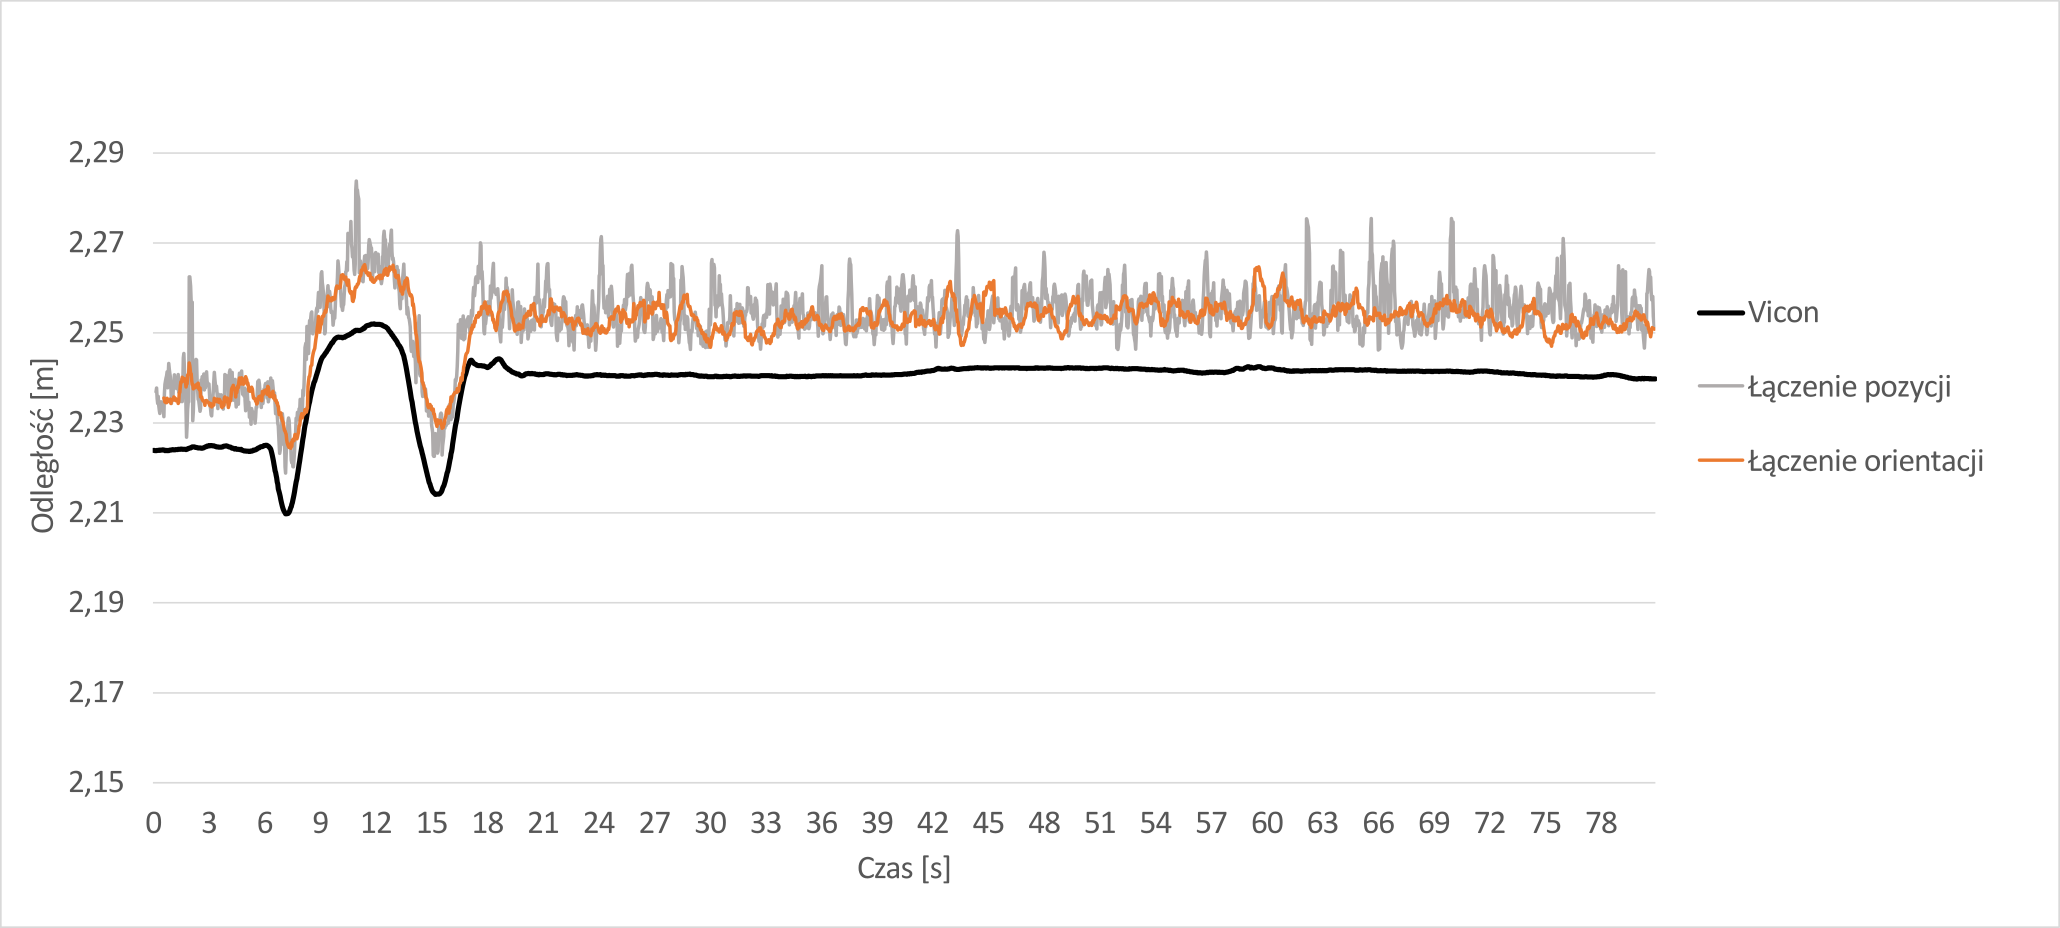 2,29
2,27
2,25
2,23
2,21
2,19
2,17
2,15
Odległość [m]
0 3 6 9 12 15 18 21 24 27 30 33 36 39 42 45 48 51 54 57 60 63 66 69 72 75 78
Czas [s]
Vicon
Łączenie pozycji
Łączenie orientacji